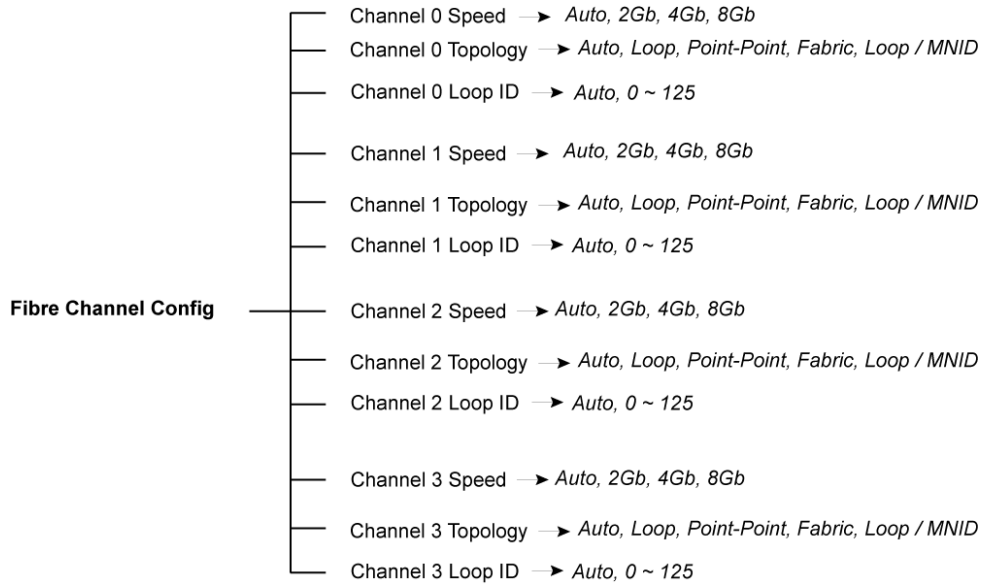 Channel 0 Speed Auto, 2Gb, 4Gb, 8Gb
Channel 0 Topology Auto, Loop, Point-Point, Fabric, Loop / MNID
Channel 0 Loop ID Auto, 0 ~ 125
Channel 1 Speed Auto, 2Gb, 4Gb, 8Gb
Channel 1 Topology Auto, Loop, Point-Point, Fabric, Loop / MNID
Channel 1 Loop ID Auto, 0 ~ 125
Fibre Channel Config Channel 2 Speed Auto, 2Gb, 4Gb, 8Gb
Channel 2 Topology Auto, Loop, Point-Point, Fabric, Loop / MNID
Channel 2 Loop ID Auto, 0 ~ 125
Channel 3 Speed Auto, 2Gb, 4Gb, 8Gb
Channel 3 Topology Auto, Loop, Point-Point, Fabric, Loop / MNID
Channel 3 Loop ID Auto, 0 ~ 125